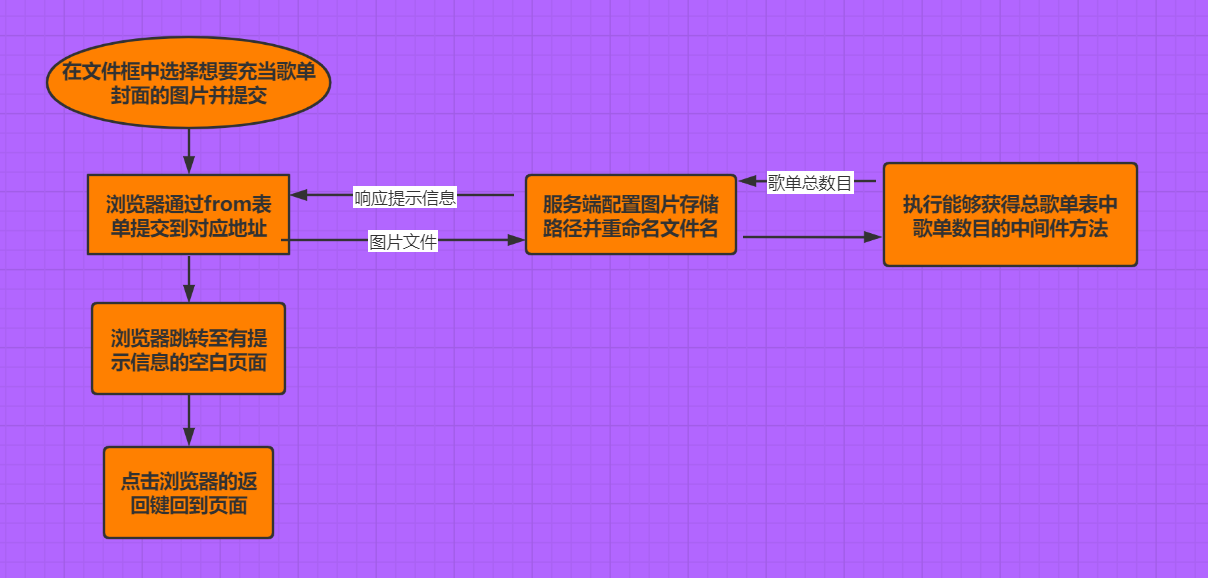 在文件框中选择想要充当歌单
封面的图片并提交
浏览器通过from表
单提交到对应地址
响应提示信息
图片文件
服务端配置图片存储
路径并重命名文件名
歌单总数目
执行能够获得总歌单表中
歌单数目的中间件方法
浏览器跳转至有提
示信息的空白页面
点击浏览器的返
回键回到页面